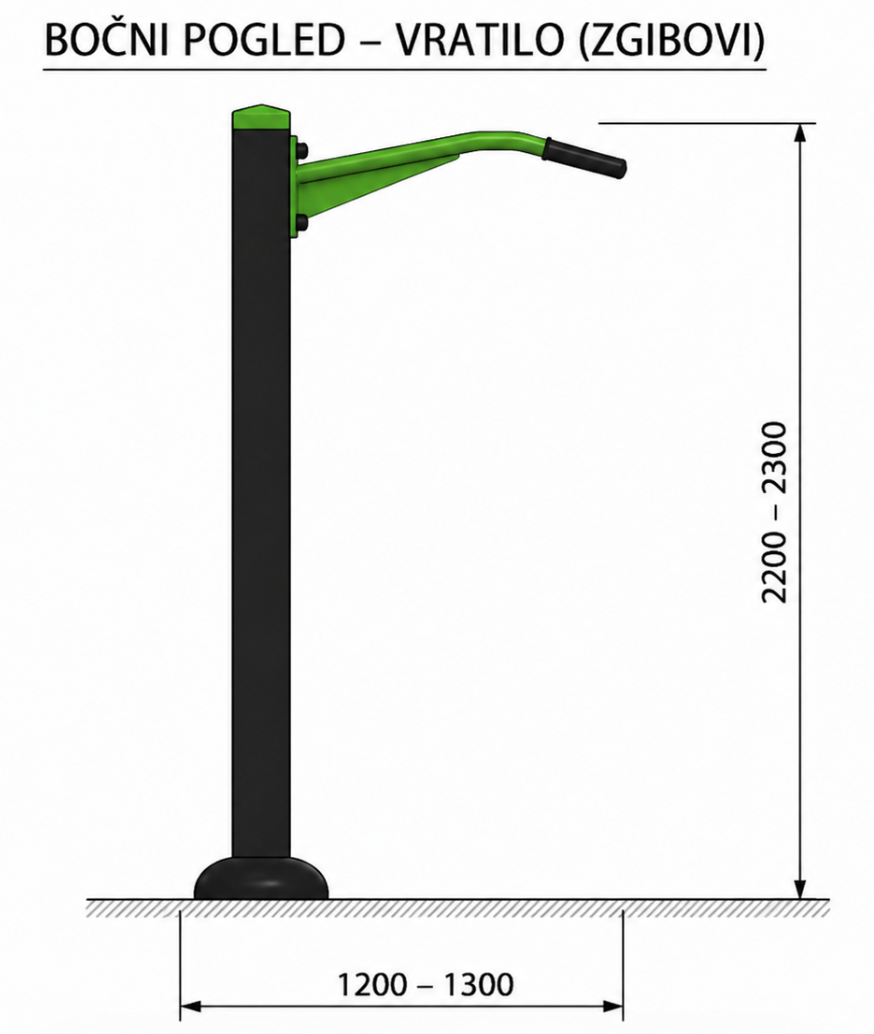 BOČNI POGLED – VRATILO (ZGIBOVI)
2200 – 2300
1200 – 1300